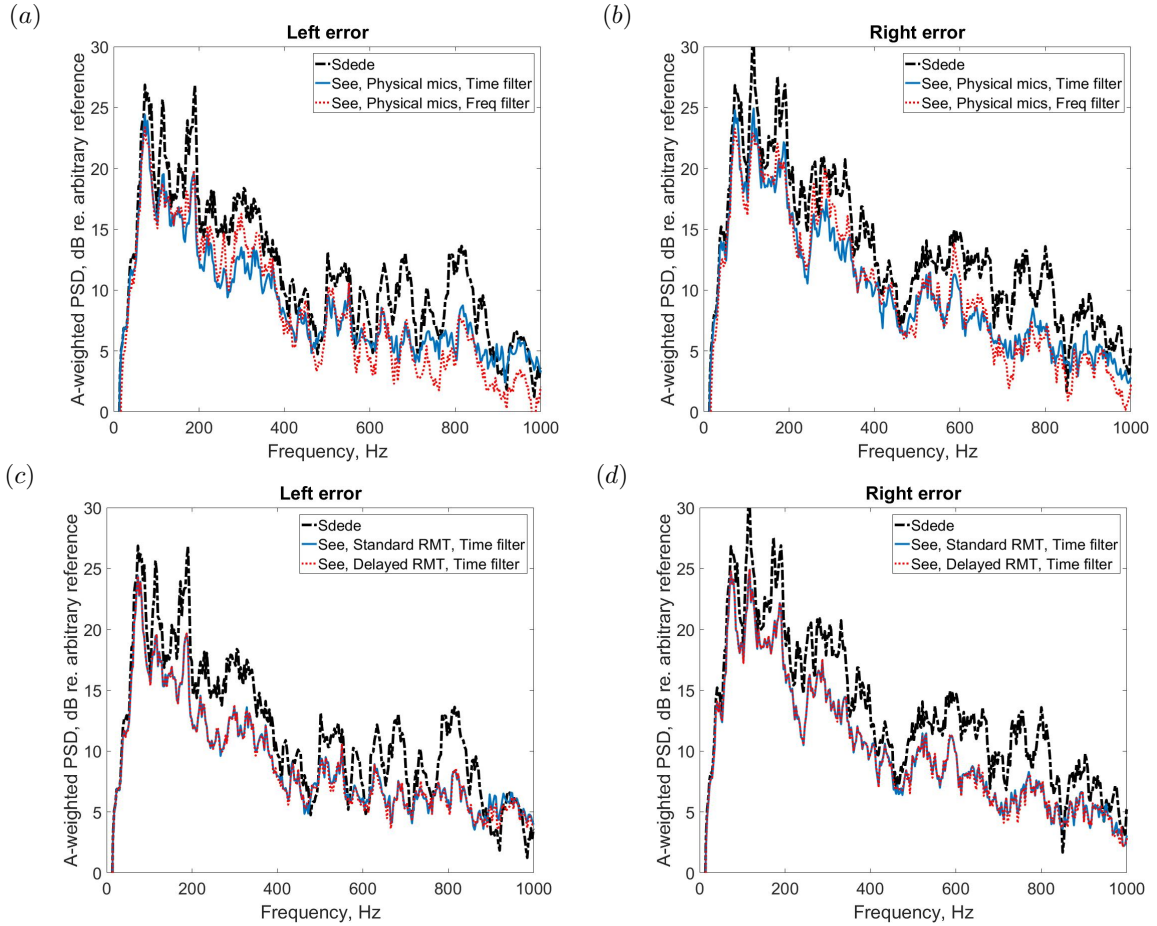 (a)
Left error
A-weighted PSD, dB re. arbitrary reference
30
25
20
15
10
5
0
Sdede
See, Physical mics, Time filter
See, Physical mics, Freq filter
0 200 400 600 800 1000
Frequency, Hz
(b)
Right error
A-weighted PSD, dB re. arbitrary reference
30
25
20
15
10
5
0
Sdede
See, Physical mics, Time filter
See, Physical mics, Freq filter
0 200 400 600 800 1000
Frequency, Hz
(c)
Left error
A-weighted PSD, dB re. arbitrary reference
30
25
20
15
10
5
0
Sdede
See, Standard RMT, Time filter
See, Delayed RMT, Time filter
0 200 400 600 800 1000
Frequency, Hz
(d)
Right error
A-weighted PSD, dB re. arbitrary reference
30
25
20
15
10
5
0
Sdede
See, Standard RMT, Time filter
See, Delayed RMT, Time filter
0 200 400 600 800 1000
Frequency, Hz